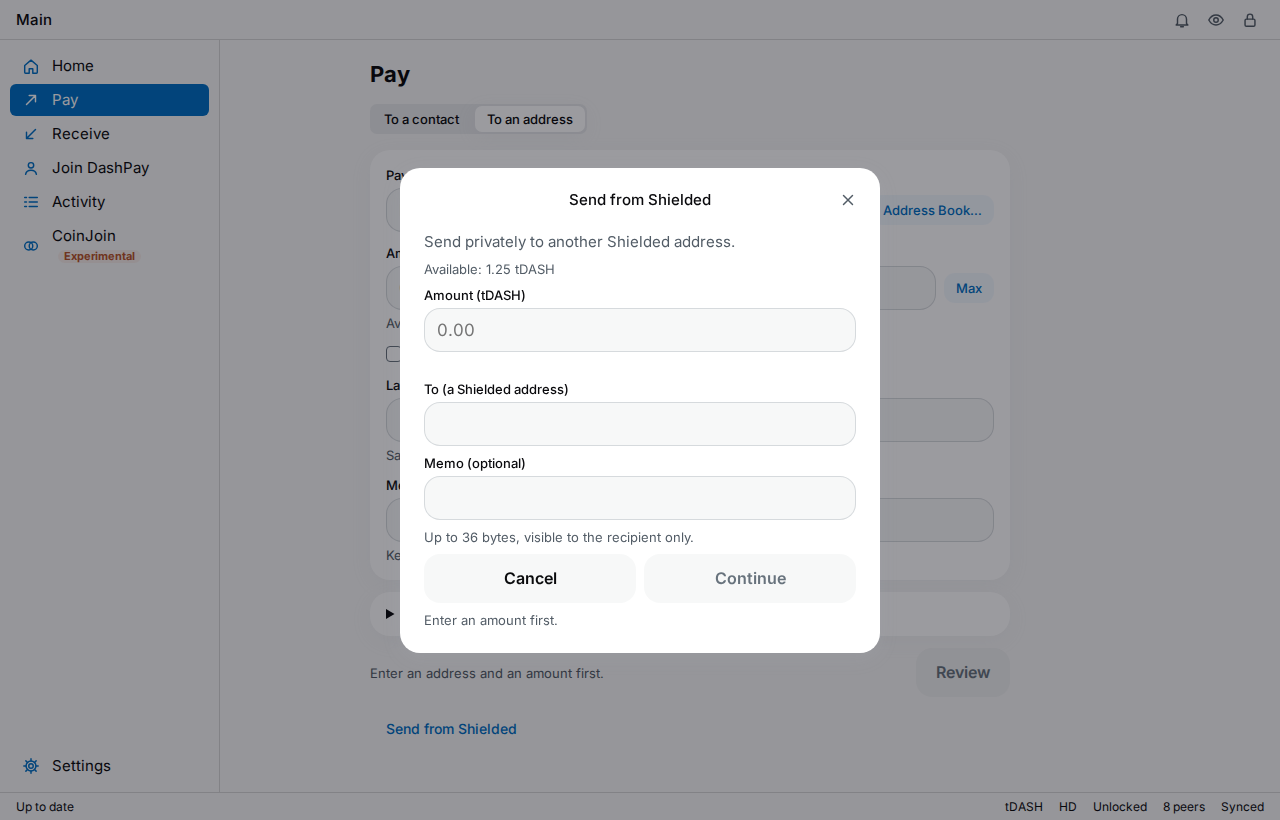 Main
Home
Pay
Receive
Join DashPay
Activity
CoinJoin
Experimental
Settings
Pay
To a contact
To an address
Address Book...
Max
Send from Shielded
Send privately to another Shielded address.
Available: 1.25 tDASH
Amount (tDASH)
0.00
To (a Shielded address)
Memo (optional)
Up to 36 bytes, visible to the recipient only.
Cancel
Continue
Enter an amount first.
Enter an address and an amount first.
Review
Send from Shielded
Up to date
tDASH
HD
Unlocked
8 peers
Synced